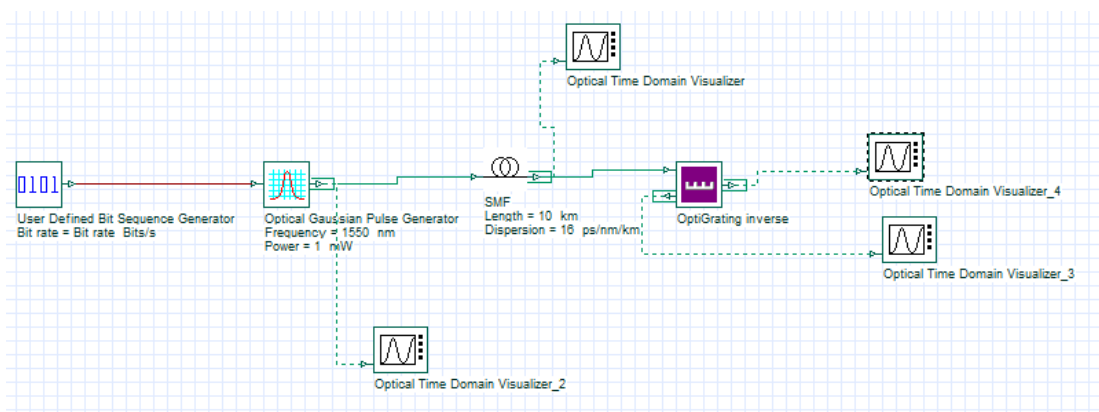 Optical Time Domain Visualizer
0101
User Defined Bit Sequence Generator
Bit rate = Bit rate Bits/s
Optical Gaussian Pulse Generator
Frequency = 1550 nm
Power = 1 mW
SMF
Length = 10 km
Dispersion = 16 ps/nm/km
OptiGrating inverse
Optical Time Domain Visualizer_4
Optical Time Domain Visualizer_3
Optical Time Domain Visualizer_2